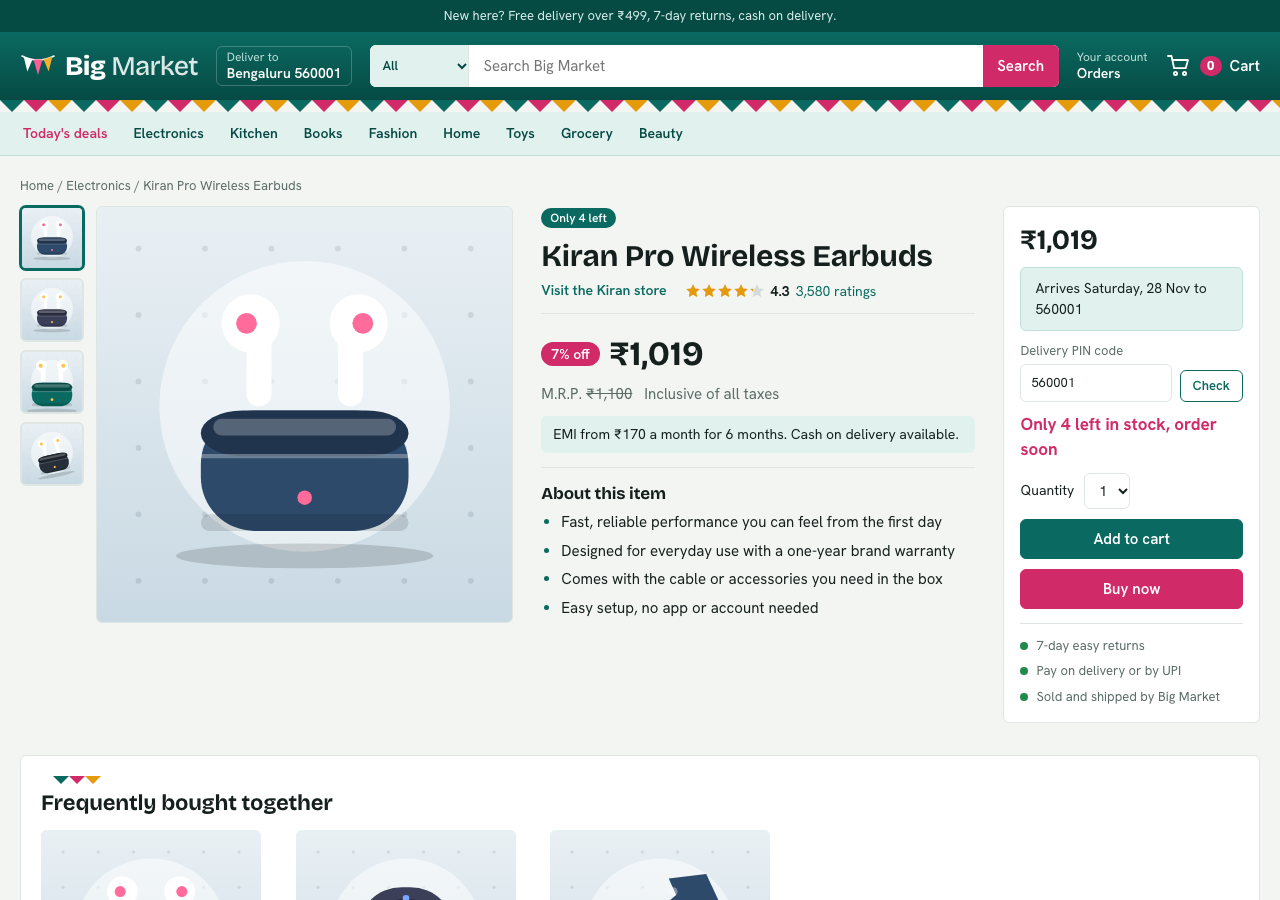 New here? Free delivery over ₹499, 7-day returns, cash on delivery.
Big Market
Deliver to
Bengaluru 560001
All
Search Big Market
Search
Your account
Orders
0
Cart
Today's deals
Electronics
Kitchen
Books
Fashion
Home
Toys
Grocery
Beauty
Home / Electronics / Kiran Pro Wireless Earbuds
Only 4 left
Kiran Pro Wireless Earbuds
Visit the Kiran store
4.3 3,580 ratings
7% off ₹1,019
M.R.P. ₹1,100 Inclusive of all taxes
EMI from ₹170 a month for 6 months. Cash on delivery available.
About this item
Fast, reliable performance you can feel from the first day
Designed for everyday use with a one-year brand warranty
Comes with the cable or accessories you need in the box
Easy setup, no app or account needed
₹1,019
Arrives Saturday, 28 Nov to
560001
Delivery PIN code
560001
Check
Only 4 left in stock, order
soon
Quantity 1
Add to cart
Buy now
7-day easy returns
Pay on delivery or by UPI
Sold and shipped by Big Market
Frequently bought together